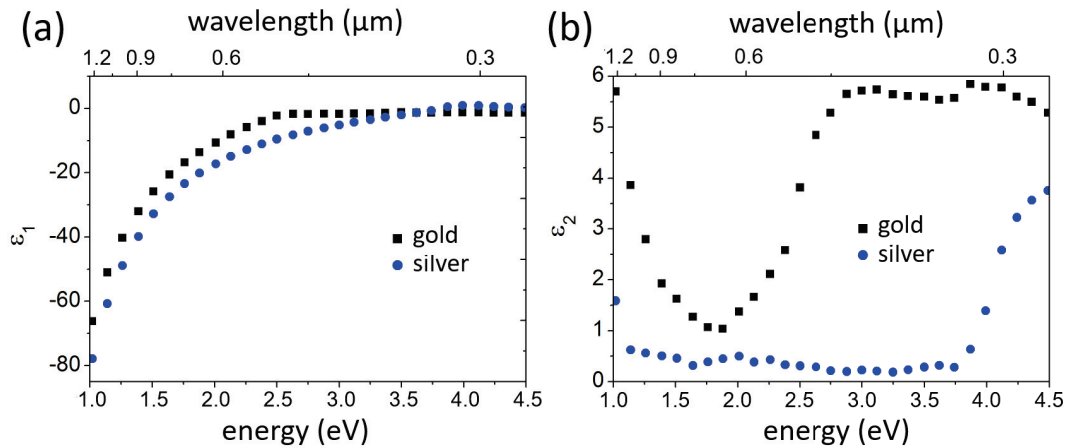 (a)
wavelength (μm)
1.2 0.9 0.6 0.3
0
-20
-40
-60
-80
ε1
gold
silver
1.0 1.5 2.0 2.5 3.0 3.5 4.0 4.5
energy (eV)
(b)
wavelength (μm)
1.2 0.9 0.6 0.3
6
5
4
3
2
1
0
ε2
gold
silver
1.0 1.5 2.0 2.5 3.0 3.5 4.0 4.5
energy (eV)